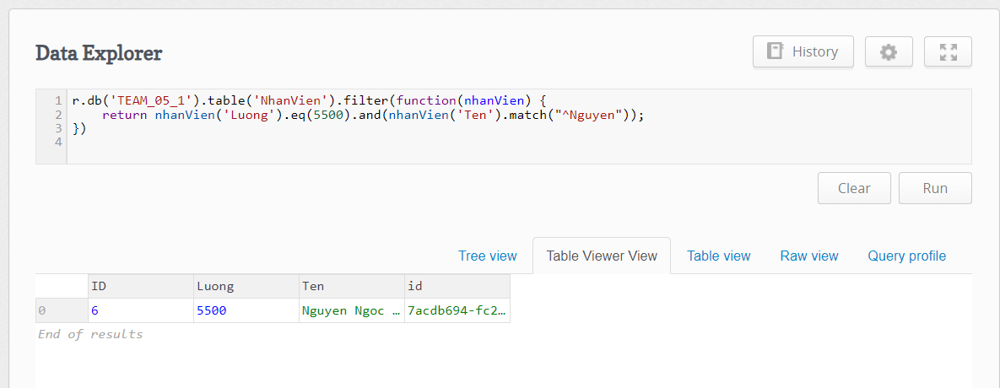 Data Explorer
History
1 r.db('TEAM_05_1').table('NhanVien').filter(function(nhanVien) {
2     return nhanVien('Luong').eq(5500).and(nhanVien('Ten').match("^Nguyen"));
3 })
4
Clear Run
Tree view Table Viewer View Table view Raw view Query profile
ID Luong Ten id
0 6 5500 Nguyen Ngoc … 7acdb694-fc2…
End of results